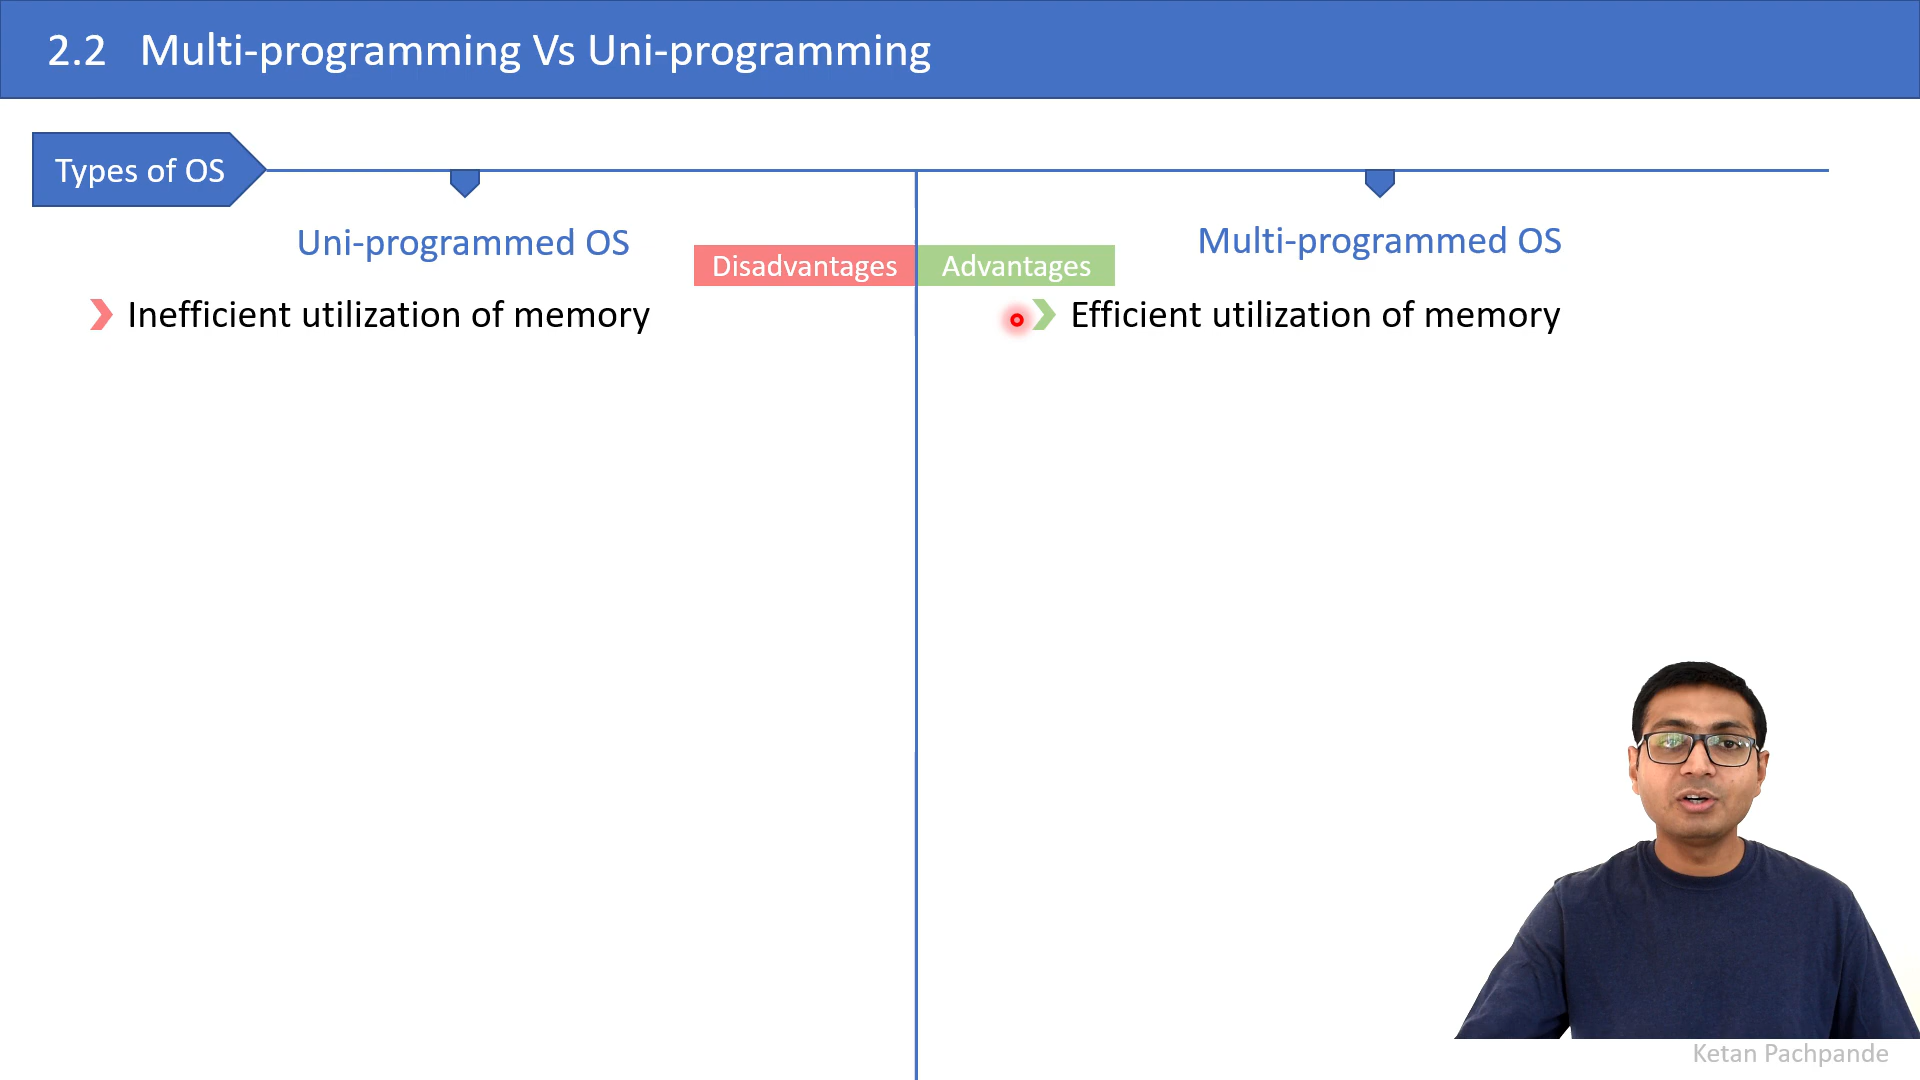 2.2 Multi-programming Vs Uni-programming
Types of OS
Uni-programmed OS
Disadvantages
Inefficient utilization of memory
Multi-programmed OS
Advantages
Efficient utilization of memory
Ketan Pachpande